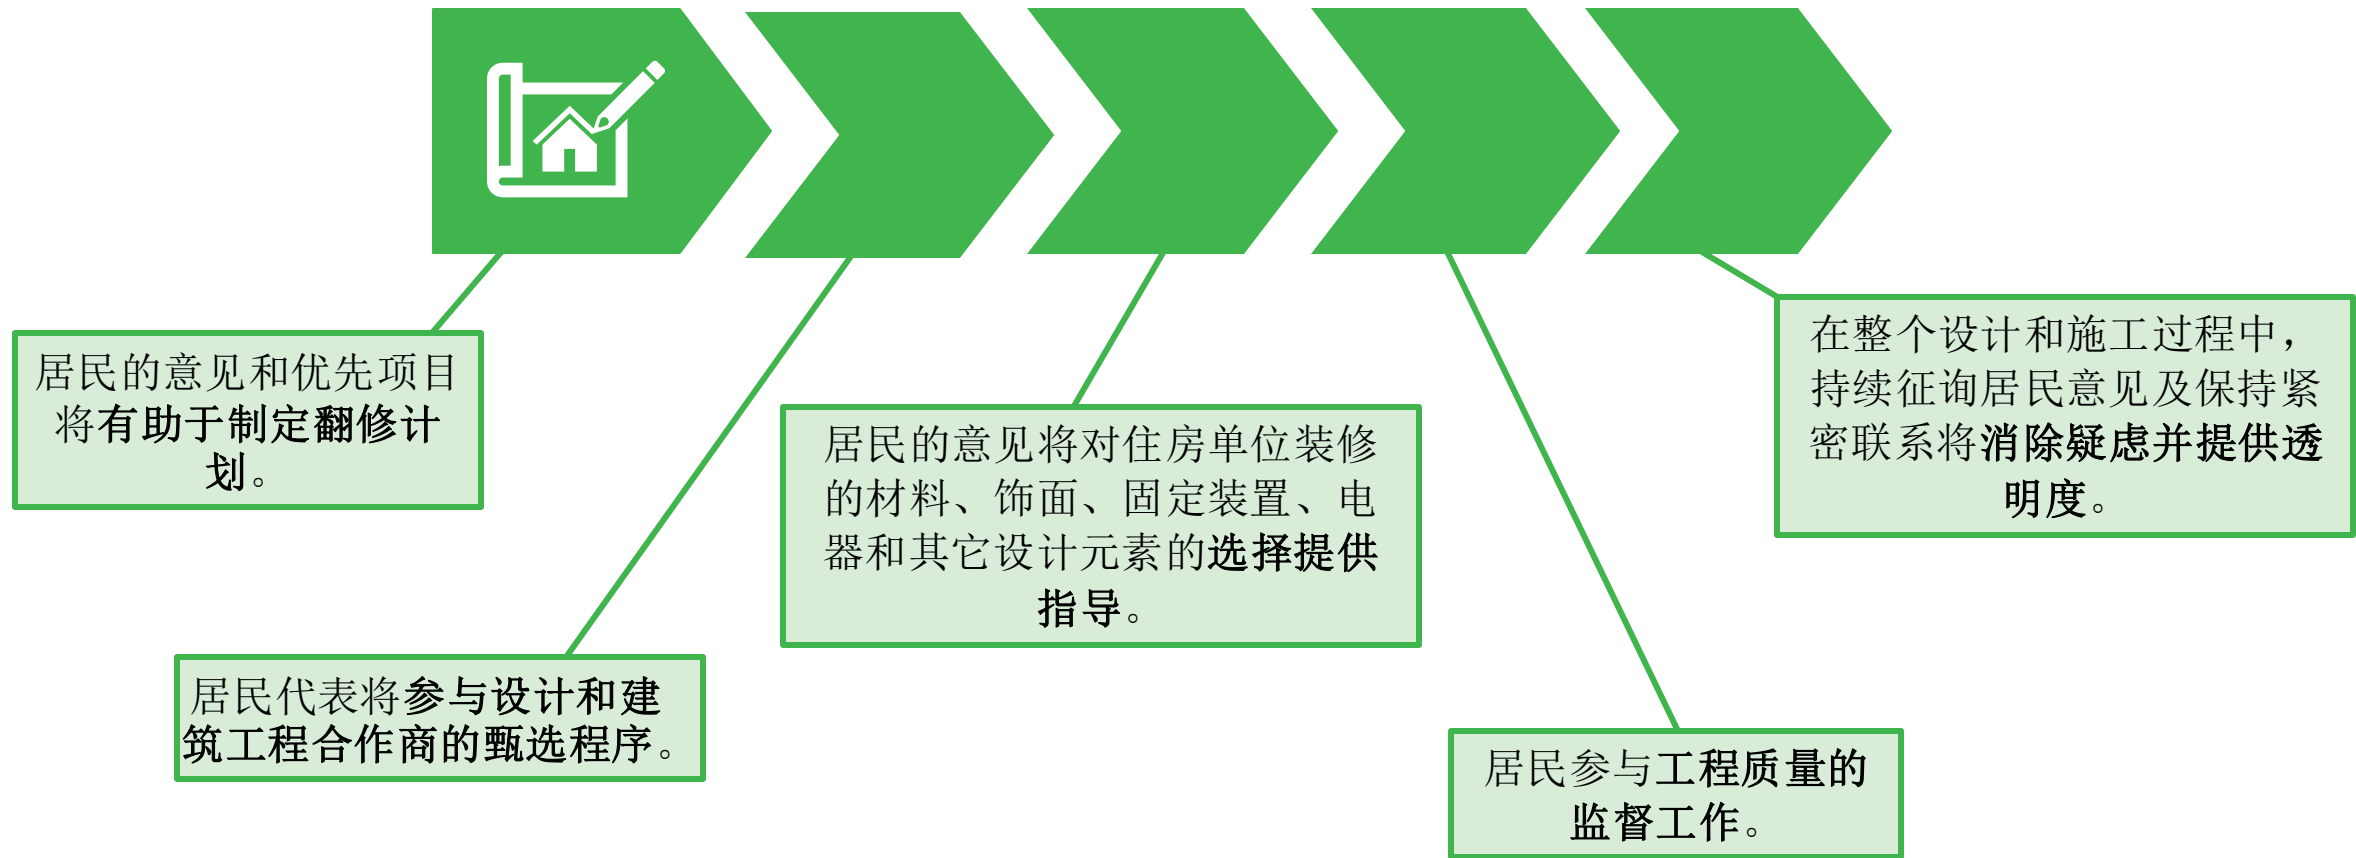 居民的意见和优先项目
将有助于制定翻修计
划。
居民代表将参与设计和建
筑工程合作商的甄选程序。
居民的意见将对住房单位装修
的材料、饰面、固定装置、电
器和其它设计元素的选择提供
指导。
居民参与工程质量的
监督工作。
在整个设计和施工过程中，
持续征询居民意见及保持紧
密联系将消除疑虑并提供透
明度。